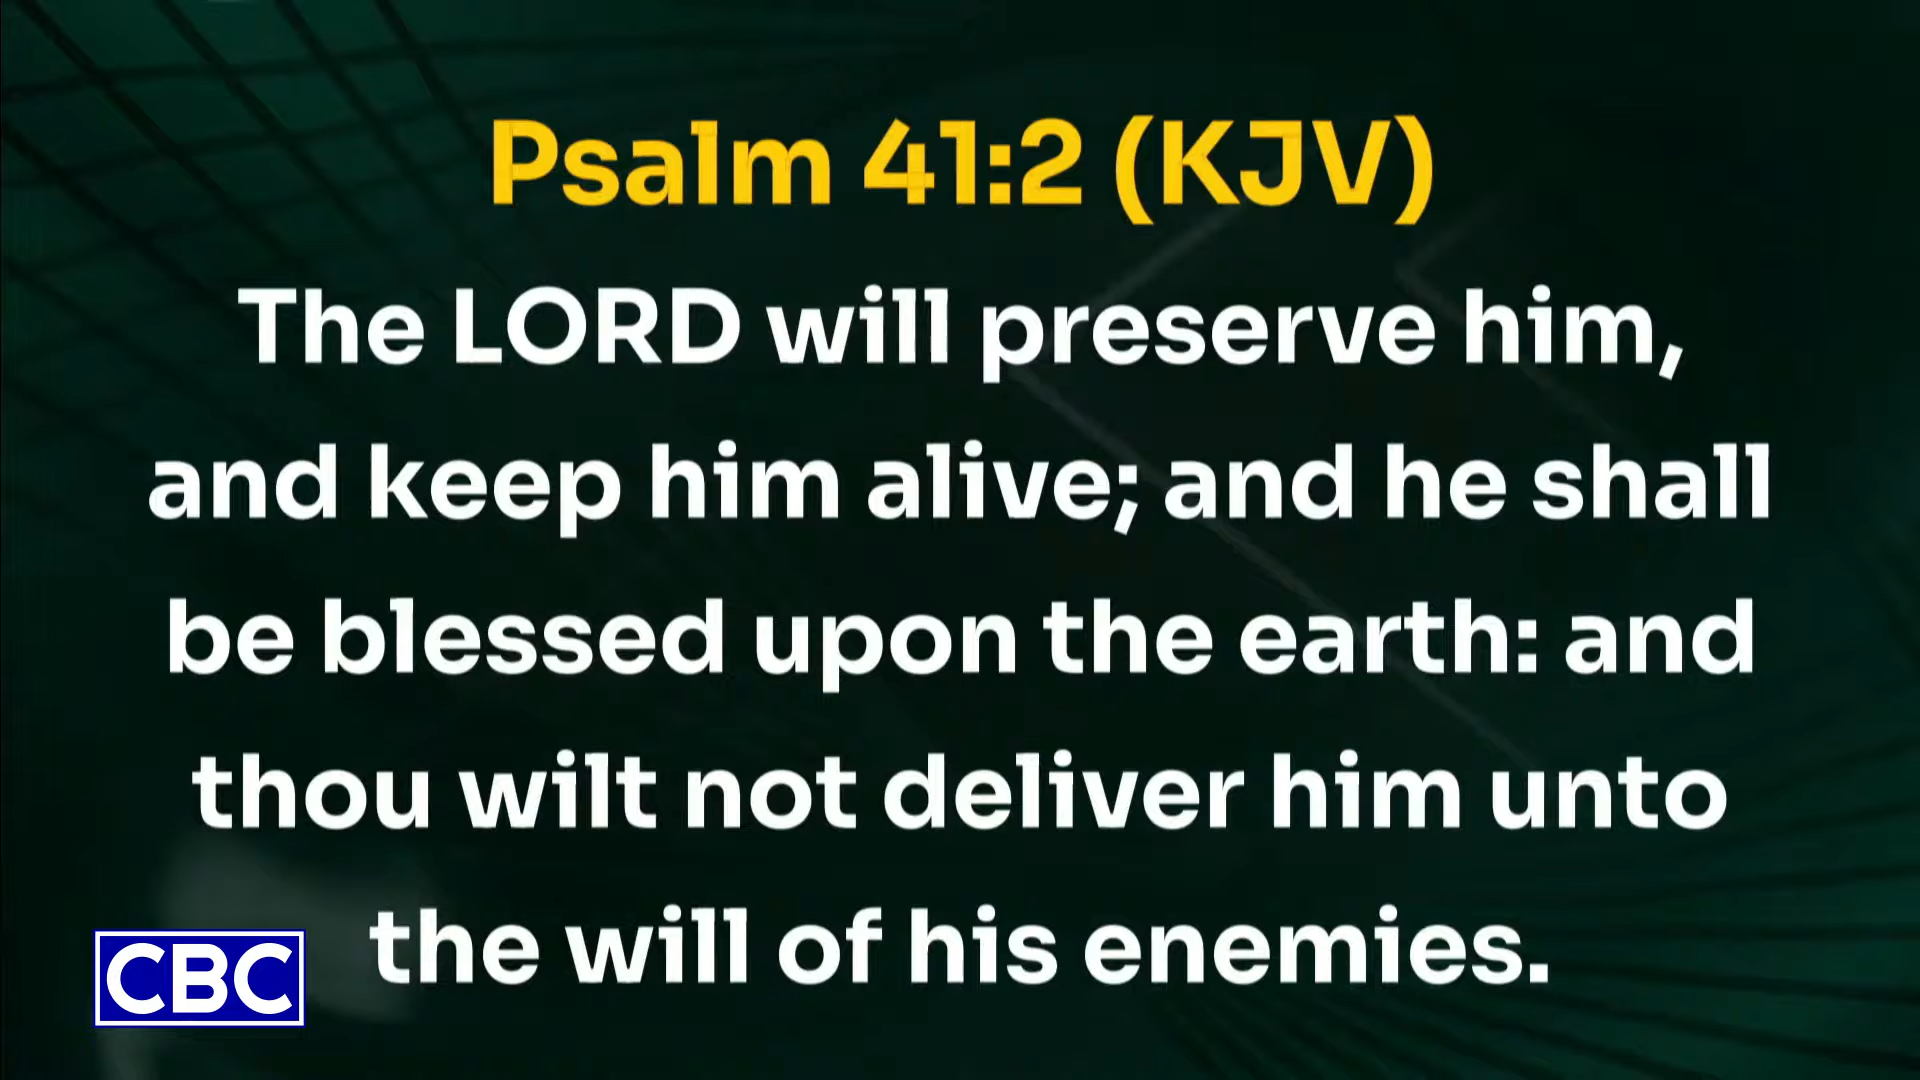 Psalm 41:2 (KJV)
The LORD will preserve him,
and keep him alive; and he shall
be blessed upon the earth: and
thou wilt not deliver him unto
the will of his enemies.
CBC